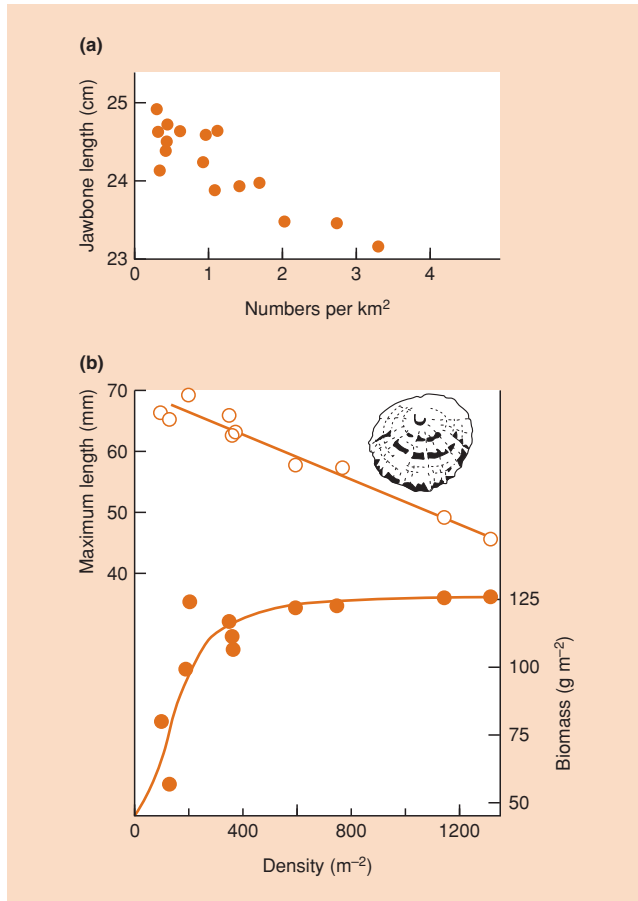 (a)
Jawbone length (cm)
25
24
23
0 1 2 3 4
Numbers per km²
(b)
Maximum length (mm)
70
60
50
40
125
100
75
50
Biomass (g m⁻²)
0 400 800 1200
Density (m⁻²)